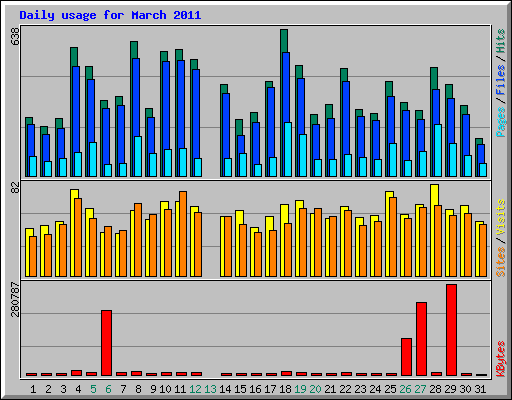 Daily usage for March 2011
638
Pages / Files / Hits
82
Sites / Visits
280787
KBytes
1 2 3 4 5 6 7 8 9 10 11 12 13 14 15 16 17 18 19 20 21 22 23 24 25 26 27 28 29 30 31